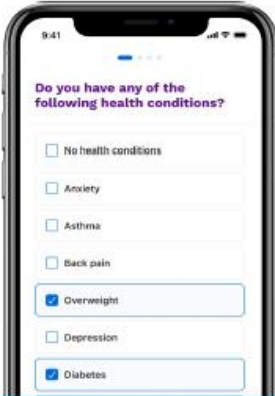 9:41
Do you have any of the
following health conditions?
No health conditions
Anxiety
Asthma
Back pain
Overweight
Depression
Diabetes